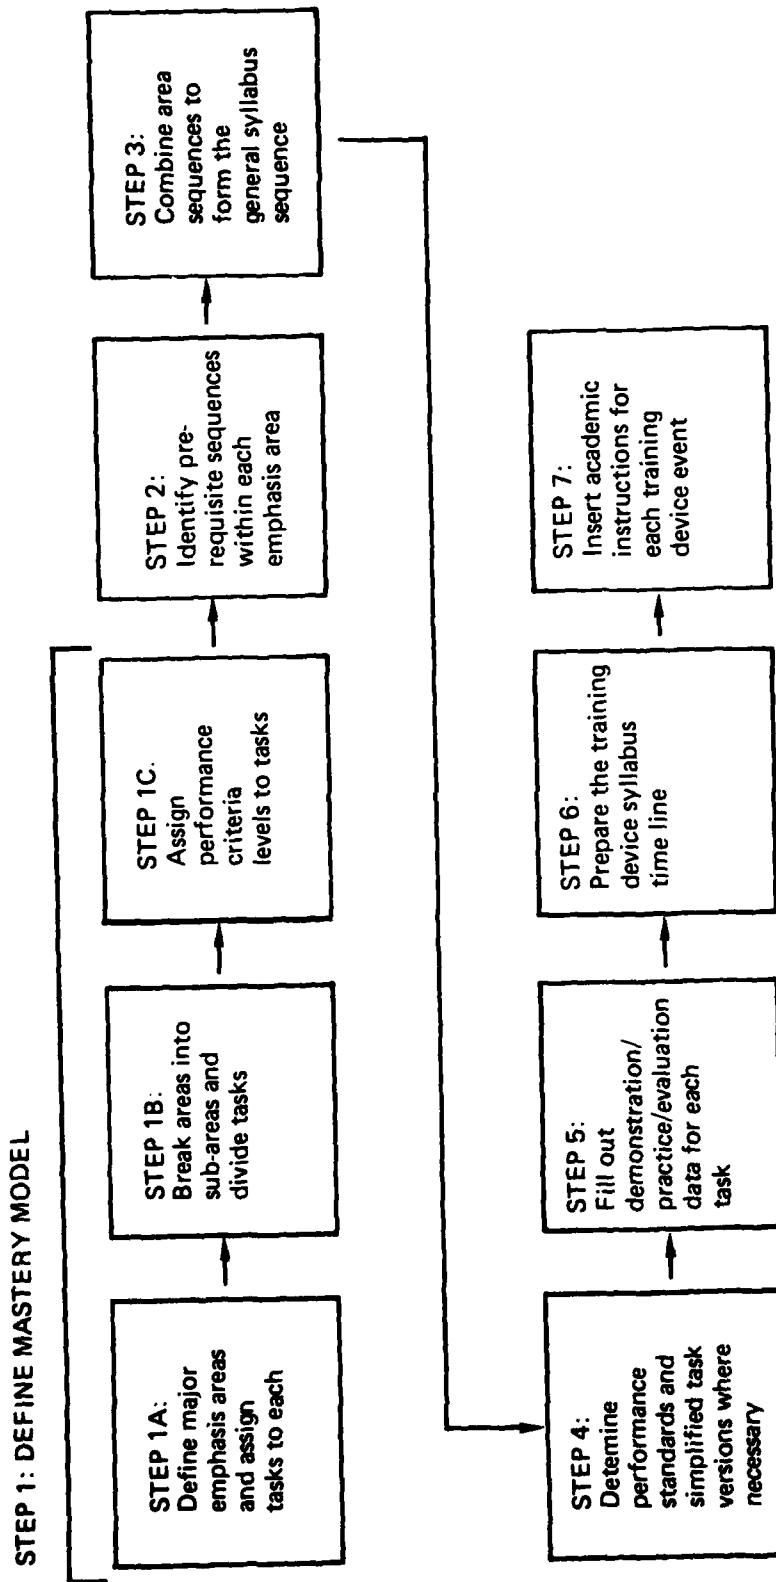 STEP 1: DEFINE MASTERY MODEL
STEP 1A:
Define major
emphasis areas
and assign
tasks to each
STEP 1B:
Break areas into
sub-areas and
divide tasks
STEP 1C.
Assign
performance
criteria
levels to tasks
STEP 2:
Identify pre-
requisite sequences
within each
emphasis area
STEP 3:
Combine area
sequences to
form the
general syllabus
sequence
STEP 4:
Detemine
performance
standards and
simplified task
versions where
necessary
STEP 5:
Fill out
demonstration/
practice/evaluation
data for each
task
STEP 6:
Prepare the training
device syllabus
time line
STEP 7:
Insert academic
instructions for
each training
device event